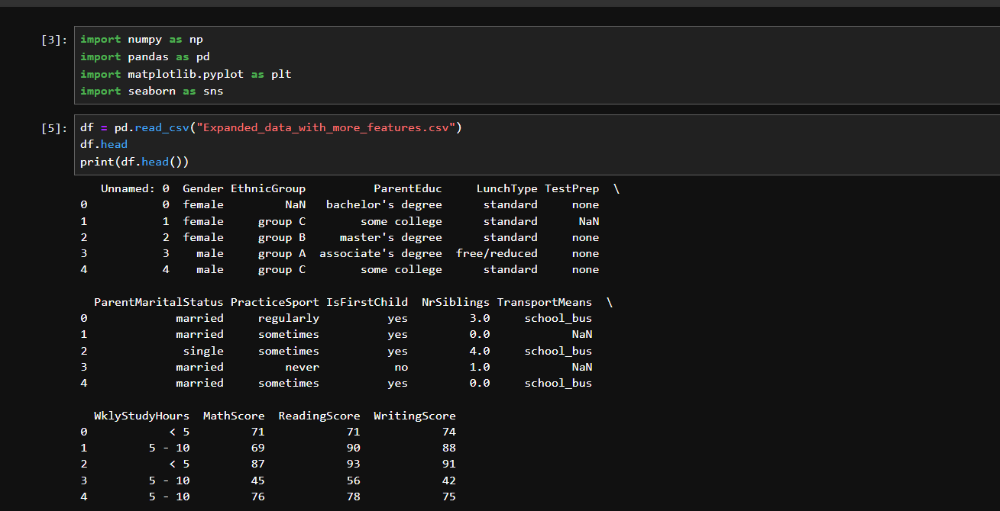 [3]: import numpy as np
import pandas as pd
import matplotlib.pyplot as plt
import seaborn as sns
[5]: df = pd.read_csv("Expanded_data_with_more_features.csv")
df.head
print(df.head())
Unnamed: 0 Gender EthnicGroup ParentEduc LunchType TestPrep \
0 0 female NaN bachelor's degree standard none
1 1 female group C some college standard NaN
2 2 female group B master's degree standard none
3 3 male group A associate's degree free/reduced none
4 4 male group C some college standard none
ParentMaritalStatus PracticeSport IsFirstChild NrSiblings TransportMeans \
0 married regularly yes 3.0 school_bus
1 married sometimes yes 0.0 NaN
2 single sometimes yes 4.0 school_bus
3 married never no 1.0 NaN
4 married sometimes yes 0.0 school_bus
WklyStudyHours MathScore ReadingScore WritingScore
0 < 5 71 71 74
1 5 - 10 69 90 88
2 < 5 87 93 91
3 5 - 10 45 56 42
4 5 - 10 76 78 75